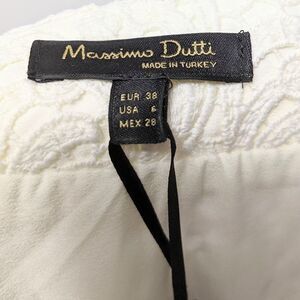 Massimo Dutti
MADE IN TURKEY
EUR 38
USA 6
MEX 28